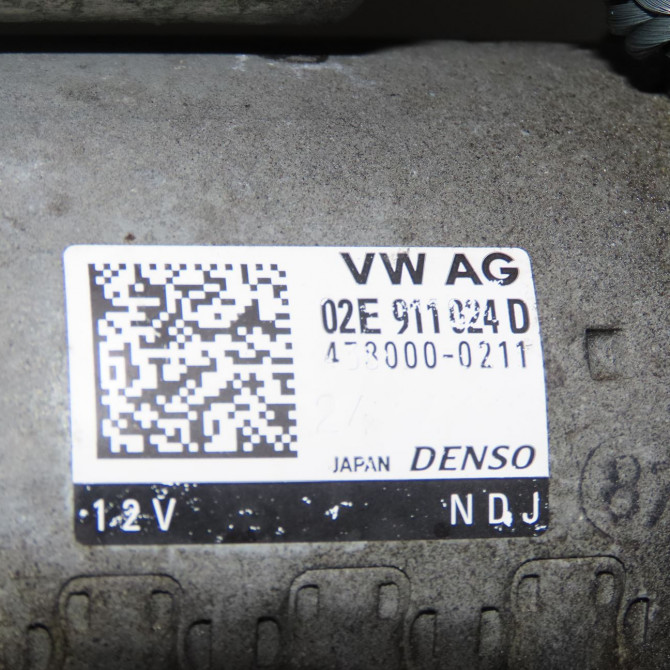 VW AG
02E 911 024 D
JAPAN DENSO
12V NDJ